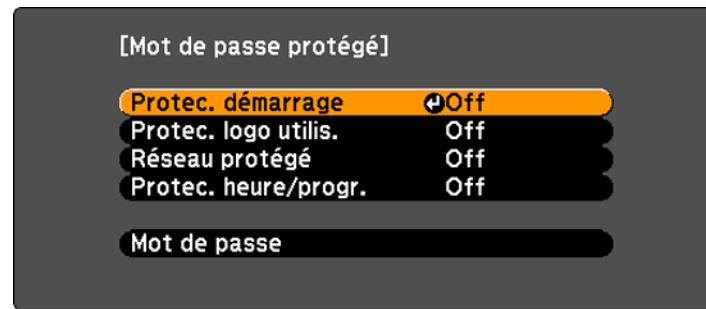 [Mot de passe protégé]
Protec. démarrage Off
Protec. logo utilis. Off
Réseau protégé Off
Protec. heure/progr. Off
Mot de passe